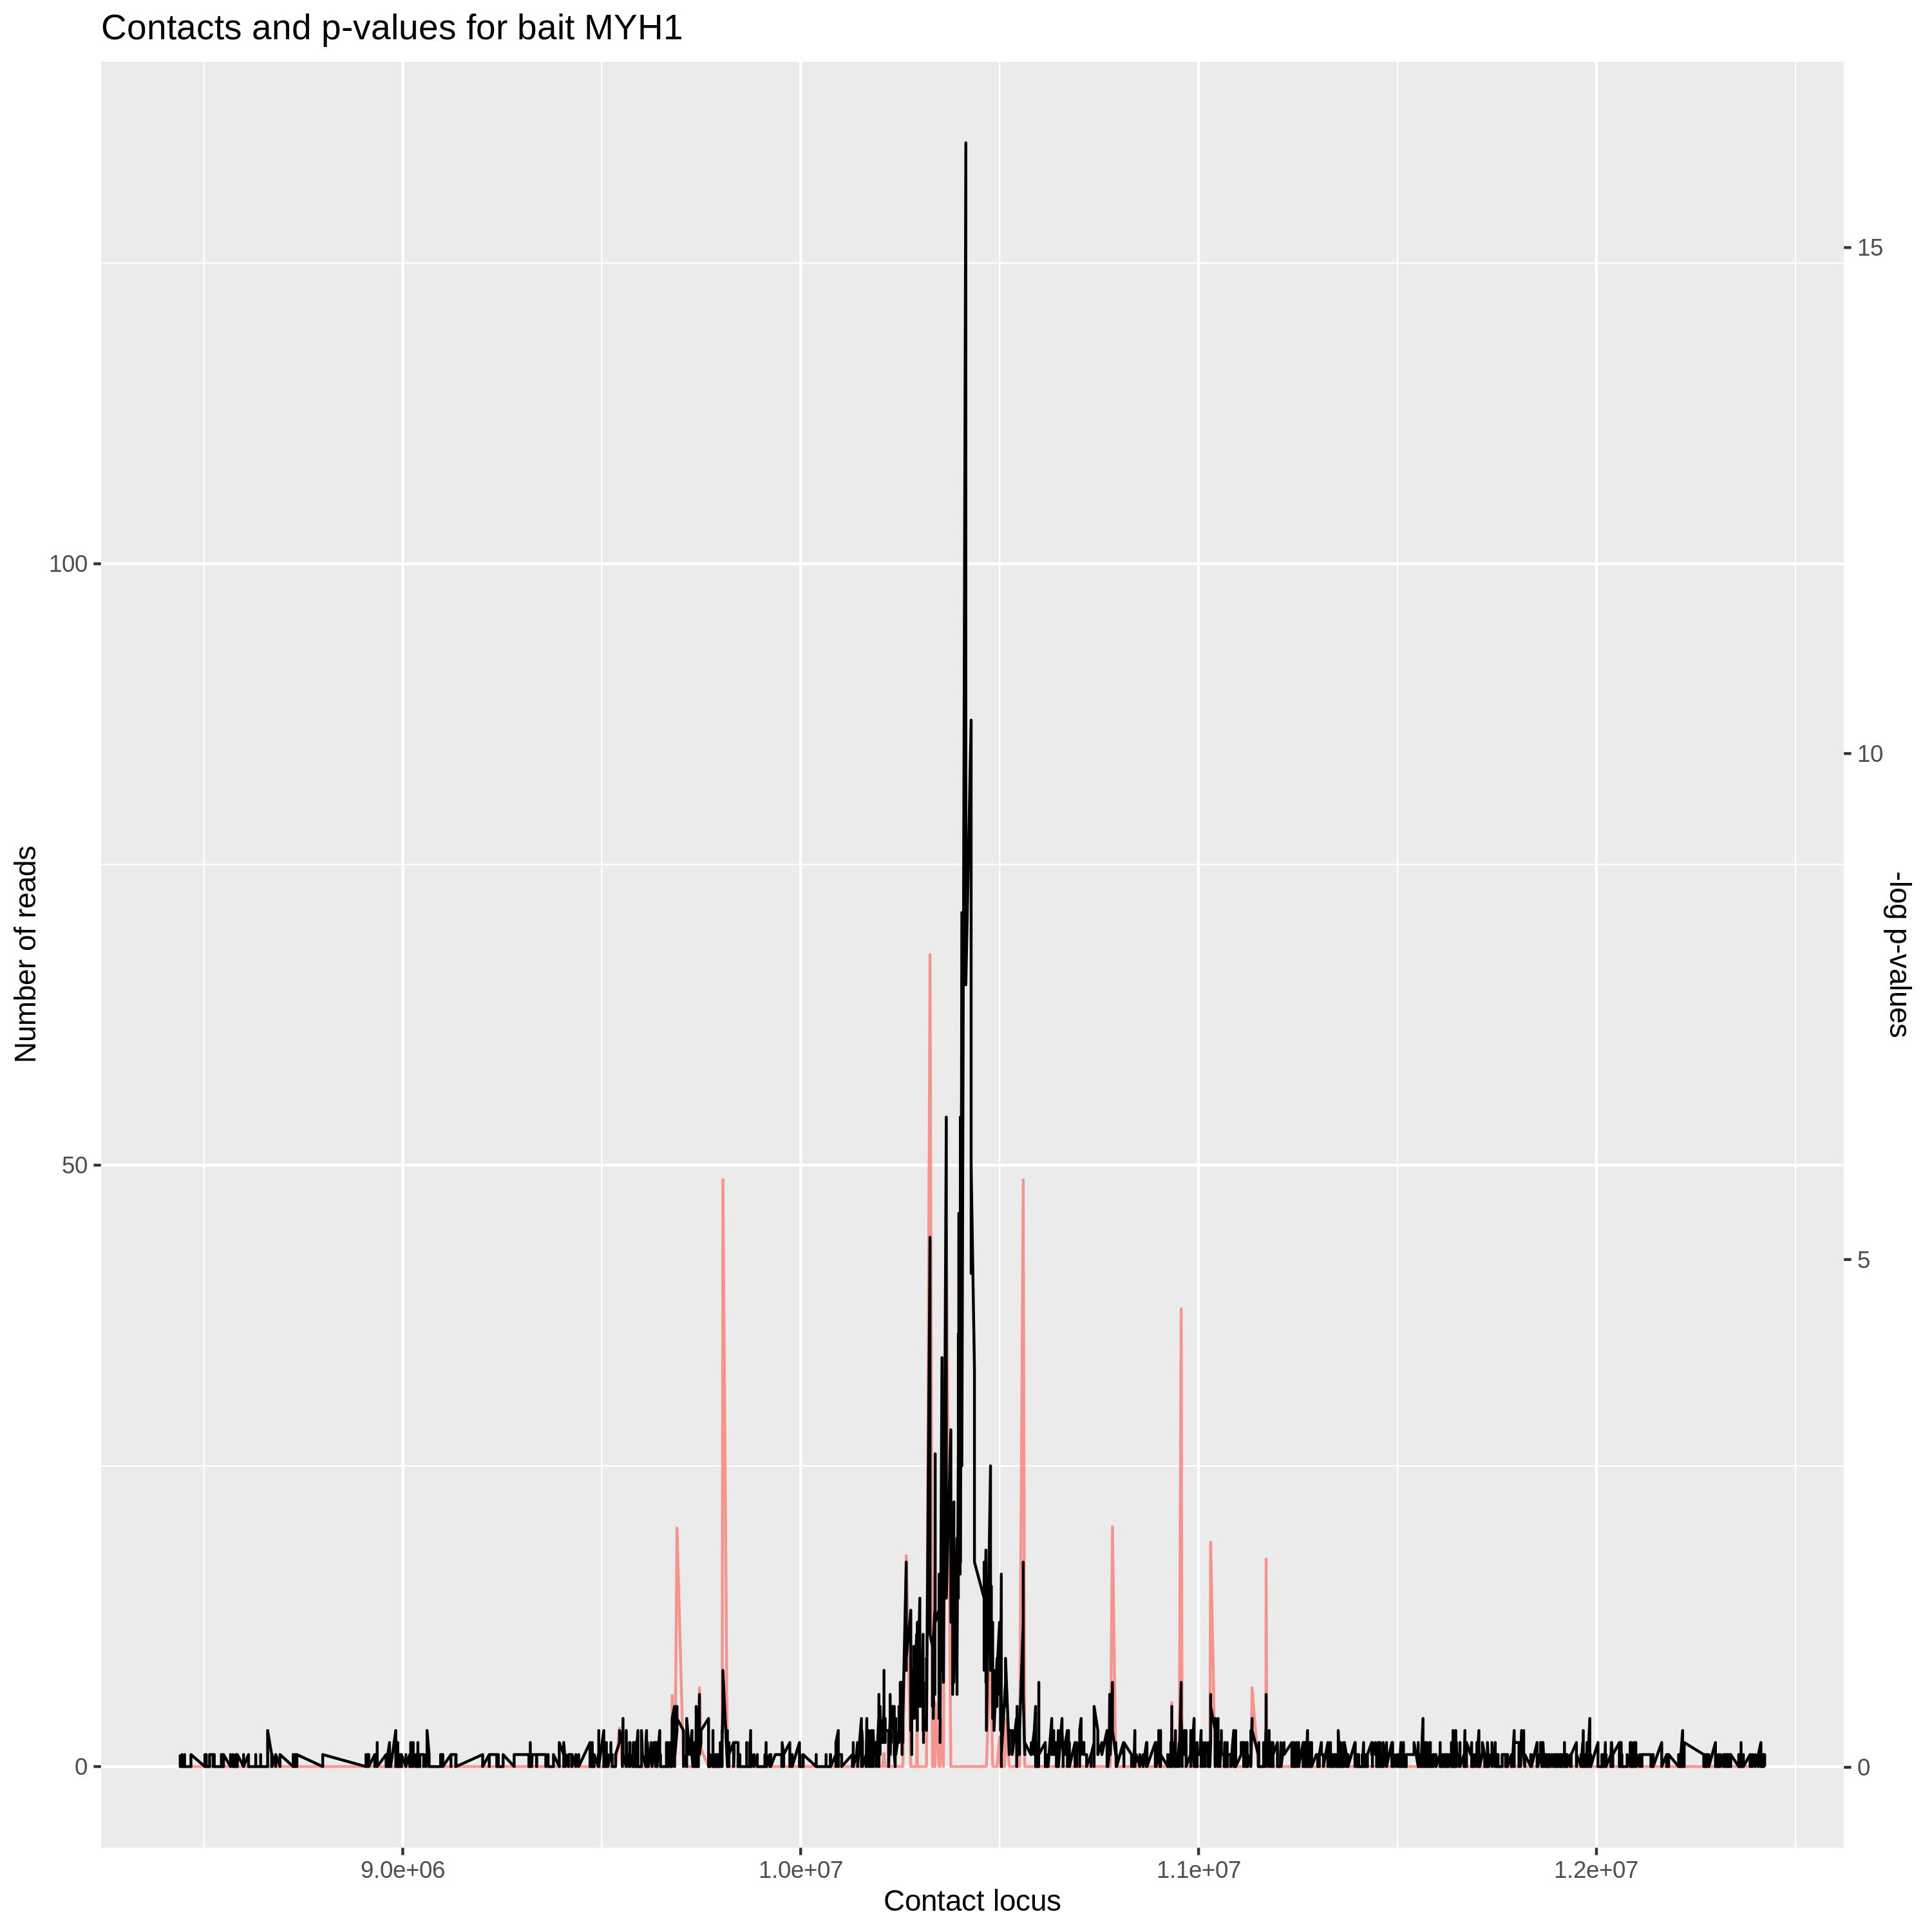 Contacts and p-values for bait MYH1
Number of reads
100
50
0
15
10
5
0
-log p-values
9.0e+06
1.0e+07
1.1e+07
1.2e+07
Contact locus